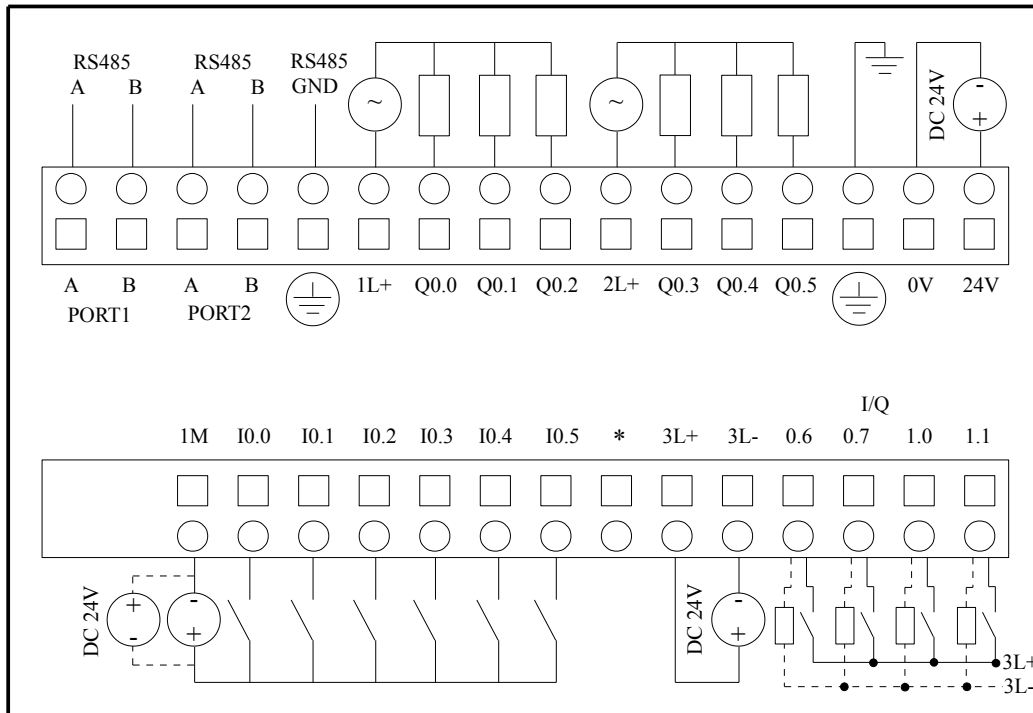 RS485 RS485 RS485
A B A B GND
~ ~ DC 24V - +
A B A B 1L+ Q0.0 Q0.1 Q0.2 2L+ Q0.3 Q0.4 Q0.5 0V 24V
PORT1 PORT2
I/Q
1M I0.0 I0.1 I0.2 I0.3 I0.4 I0.5 * 3L+ 3L- 0.6 0.7 1.0 1.1
DC 24V + - - + DC 24V - +
3L+
3L-